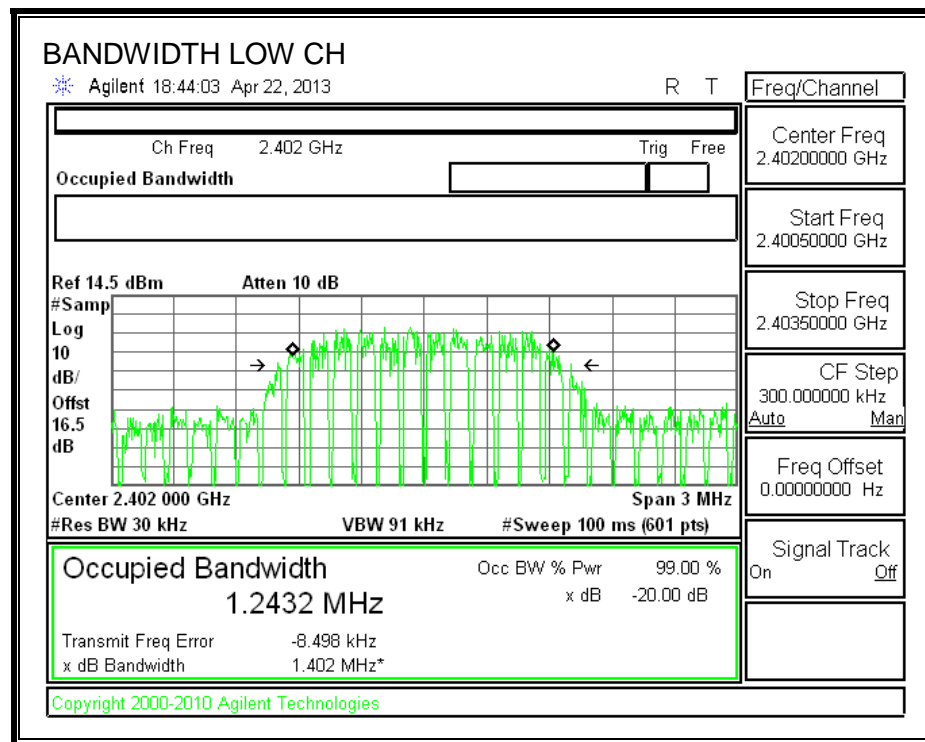 BANDWIDTH LOW CH
Agilent 18:44:03 Apr 22, 2013 R T
Freq/Channel
Ch Freq 2.402 GHz Trig Free
Occupied Bandwidth
Center Freq
2.40200000 GHz
Start Freq
2.40050000 GHz
Stop Freq
2.40350000 GHz
CF Step
300.000000 kHz
Auto Man
Freq Offset
0.00000000 Hz
Signal Track
On Off
Ref 14.5 dBm Atten 10 dB
#Samp
Log
10
dB/
Offst
16.5
dB
Center 2.402 000 GHz Span 3 MHz
#Res BW 30 kHz VBW 91 kHz #Sweep 100 ms (601 pts)
Occupied Bandwidth
1.2432 MHz
Occ BW % Pwr 99.00 %
x dB -20.00 dB
Transmit Freq Error -8.498 kHz
x dB Bandwidth 1.402 MHz*
Copyright 2000-2010 Agilent Technologies